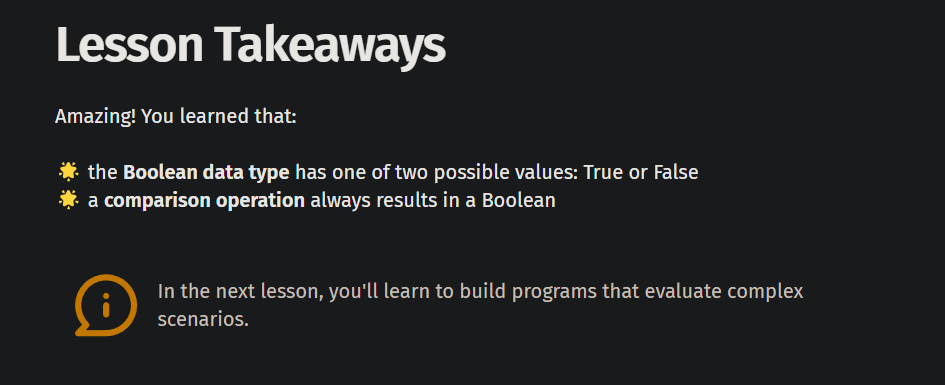 Lesson Takeaways
Amazing! You learned that:
🌟 the Boolean data type has one of two possible values: True or False
🌟 a comparison operation always results in a Boolean
In the next lesson, you'll learn to build programs that evaluate complex
scenarios.